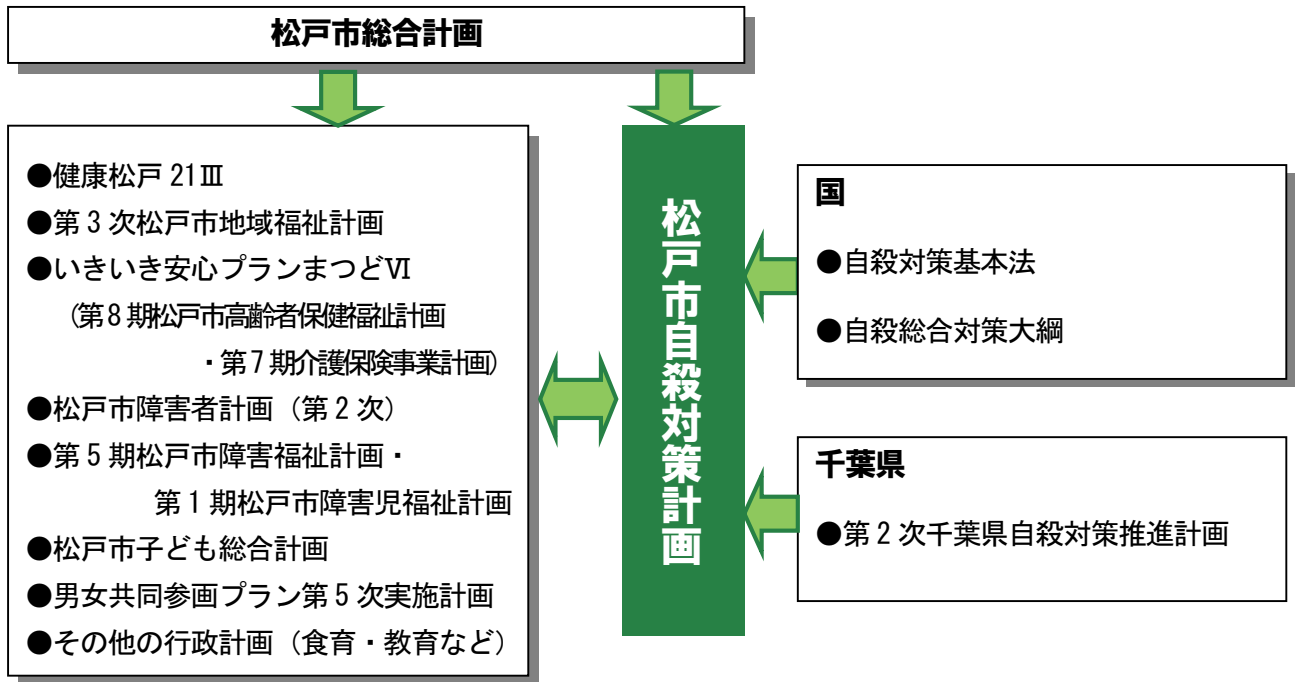 松戸市総合計画
●健康松戸 21Ⅲ
●第 3 次松戸市地域福祉計画
●いきいき安心プランまつどⅥ
(第 8 期松戸市高齢者保健福祉計画
・第 7 期介護保険事業計画)
●松戸市障害者計画（第 2 次）
●第 5 期松戸市障害福祉計画・
第 1 期松戸市障害児福祉計画
●松戸市子ども総合計画
●男女共同参画プラン第 5 次実施計画
●その他の行政計画（食育・教育など）
松戸市自殺対策計画
国
●自殺対策基本法
●自殺総合対策大綱
千葉県
●第 2 次千葉県自殺対策推進計画